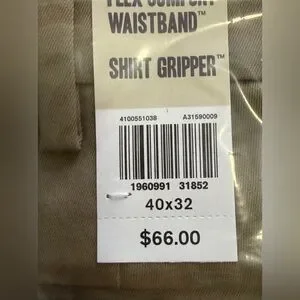 FLEX COMFORT
WAISTBAND™
SHIRT GRIPPER™
4100551038 A31590009
1960991 31852
40x32
$66.00